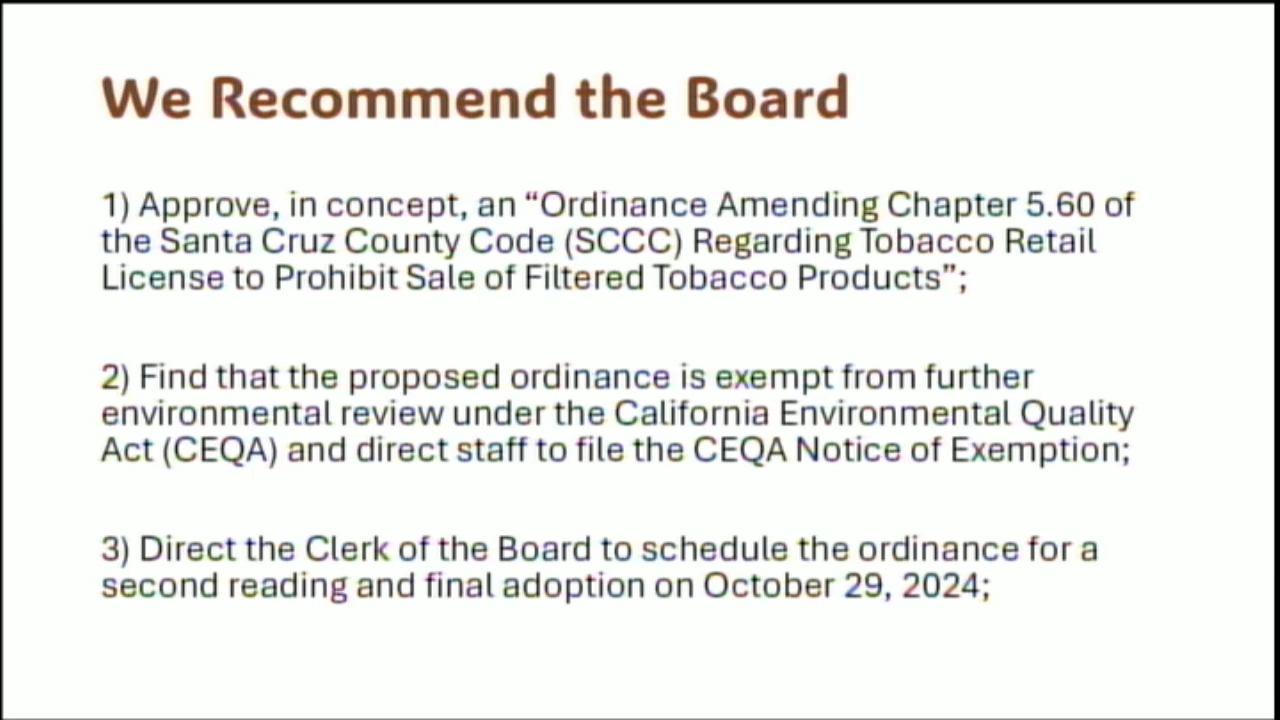 We Recommend the Board
1) Approve, in concept, an “Ordinance Amending Chapter 5.60 of
the Santa Cruz County Code (SCCC) Regarding Tobacco Retail
License to Prohibit Sale of Filtered Tobacco Products”;
2) Find that the proposed ordinance is exempt from further
environmental review under the California Environmental Quality
Act (CEQA) and direct staff to file the CEQA Notice of Exemption;
3) Direct the Clerk of the Board to schedule the ordinance for a
second reading and final adoption on October 29, 2024;